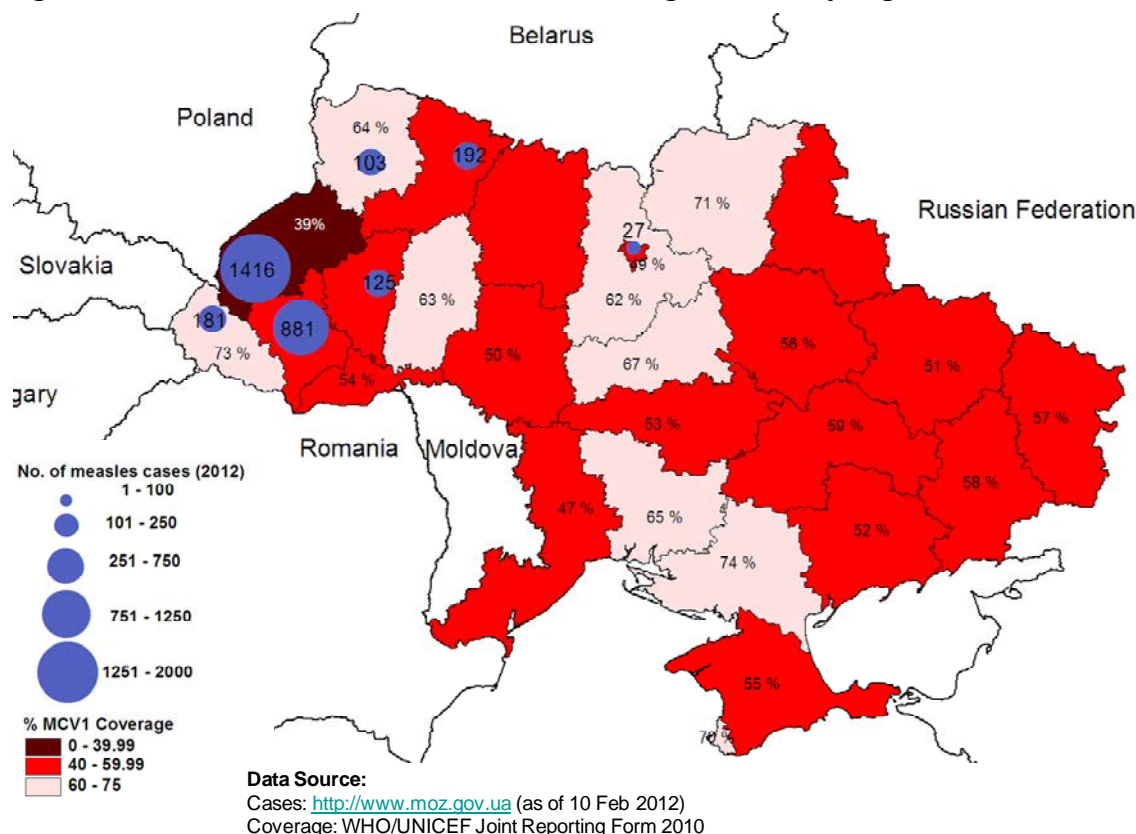 Belarus
Poland
64 %
103
192
71 %
Russian Federation
39%
27
49 %
Slovakia
1416
125
63 %
62 %
181
881
73 %
50 %
67 %
56 %
51 %
54 %
57 %
gary
53 %
59 %
Romania
Moldova
58 %
47 %
65 %
52 %
74 %
55 %
No. of measles cases (2012)
1 - 100
101 - 250
251 - 750
751 - 1250
1251 - 2000
% MCV1 Coverage
0 - 39.99
40 - 59.99
60 - 75
Data Source:
Cases: http://www.moz.gov.ua (as of 10 Feb 2012)
Coverage: WHO/UNICEF Joint Reporting Form 2010